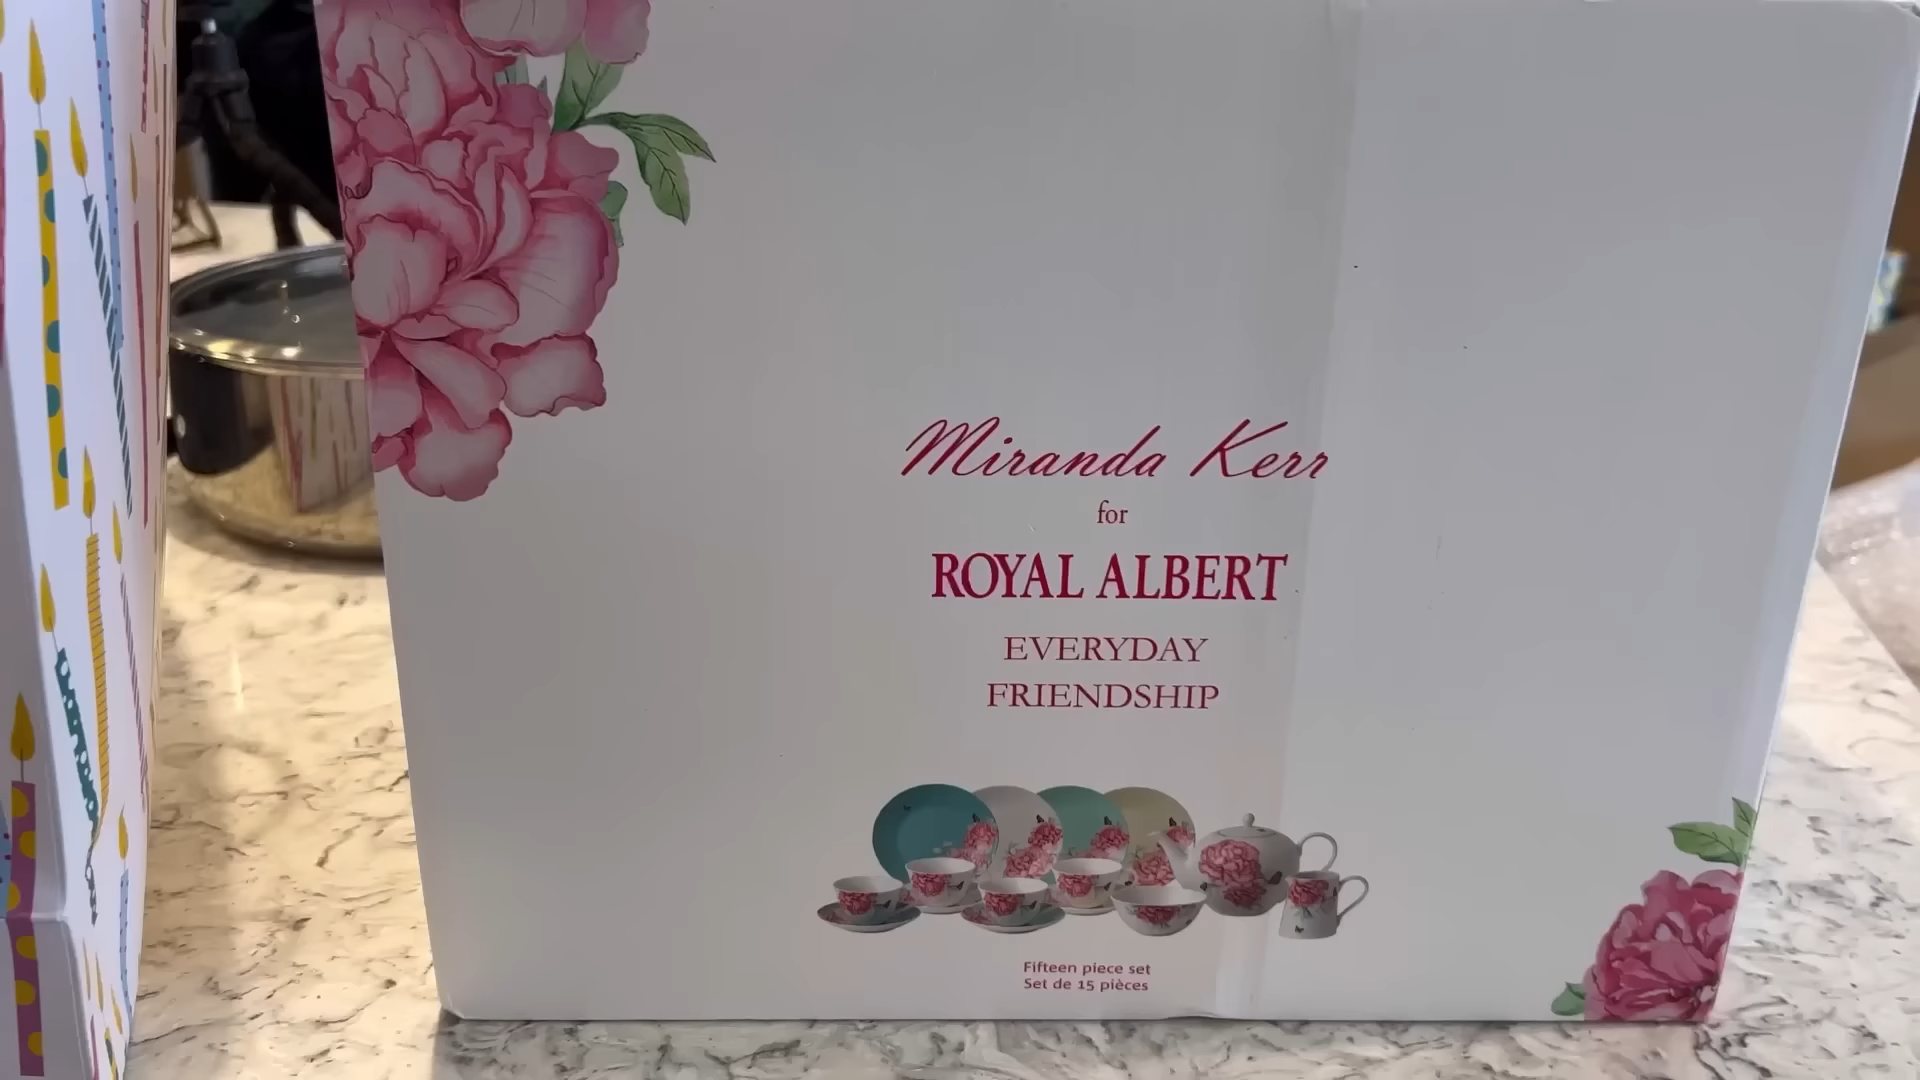 Miranda Kerr
for
ROYAL ALBERT
EVERYDAY
FRIENDSHIP
Fifteen piece set
Set de 15 pièces